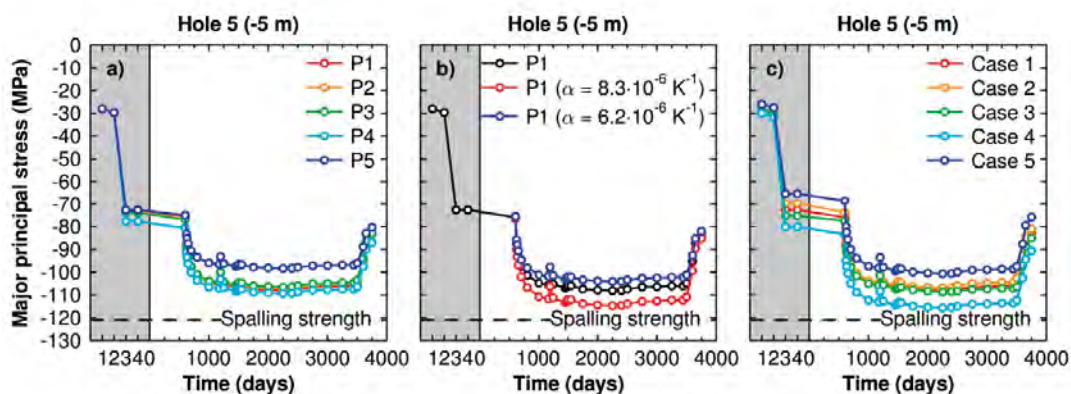 Hole 5 (-5 m)
Hole 5 (-5 m)
Hole 5 (-5 m)
Major principal stress (MPa)
0
-10
-20
-30
-40
-50
-60
-70
-80
-90
-100
-110
-120
-130
a)
P1
P2
P3
P4
P5
Spalling strength
12340 1000 2000 3000 4000
Time (days)
b)
P1
P1 (α = 8.3·10⁻⁶ K⁻¹)
P1 (α = 6.2·10⁻⁶ K⁻¹)
Spalling strength
12340 1000 2000 3000 4000
Time (days)
c)
Case 1
Case 2
Case 3
Case 4
Case 5
Spalling strength
12340 1000 2000 3000 4000
Time (days)